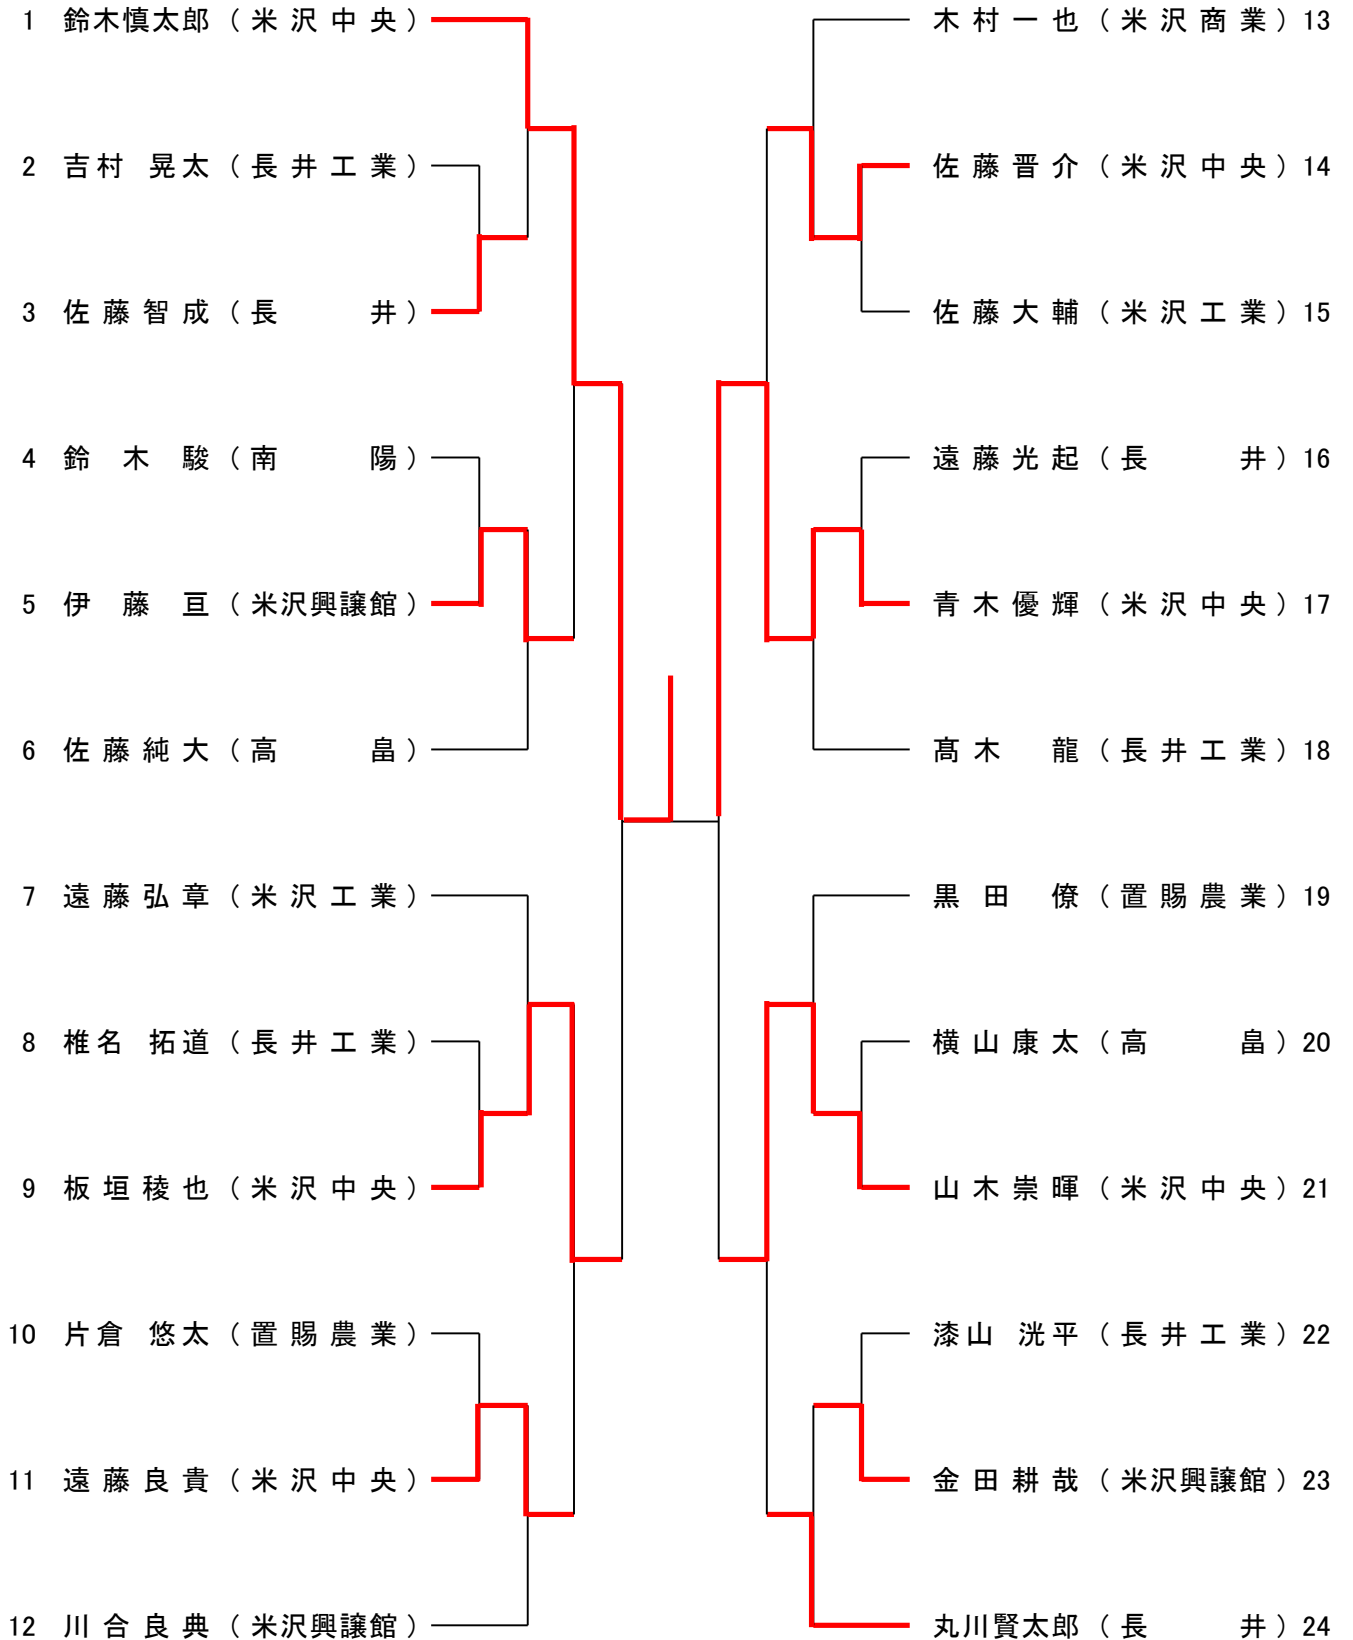 1 鈴木慎太郎（米沢中央）
2 吉村 晃太（長井工業）
3 佐藤智成（長 井）
4 鈴木 駿（南 陽）
5 伊藤 亘（米沢興譲館）
6 佐藤純大（高 畠）
7 遠藤弘章（米沢工業）
8 椎名 拓道（長井工業）
9 板垣稜也（米沢中央）
10 片倉 悠太（置賜農業）
11 遠藤良貴（米沢中央）
12 川合良典（米沢興譲館）
木村一也（米沢商業）13
佐藤晋介（米沢中央）14
佐藤大輔（米沢工業）15
遠藤光起（長 井）16
青木優輝（米沢中央）17
髙木 龍（長井工業）18
黒田 僚（置賜農業）19
横山康太（高 畠）20
山木崇暉（米沢中央）21
漆山 洸平（長井工業）22
金田耕哉（米沢興譲館）23
丸川賢太郎（長 井）24